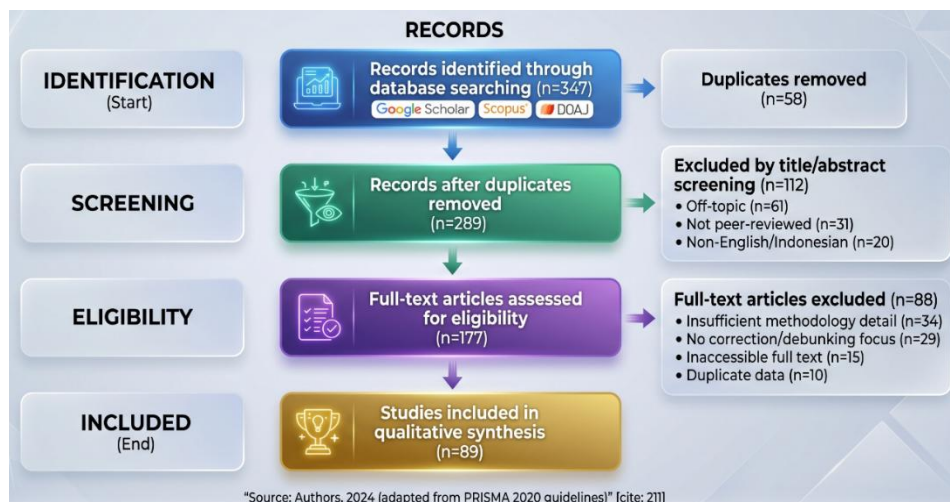 RECORDS
IDENTIFICATION
(Start)
Records identified through
database searching (n=347)
Google Scholar
Scopus®
DOAJ
Duplicates removed
(n=58)
SCREENING
Records after duplicates
removed
(n=289)
Excluded by title/abstract
screening (n=112)
• Off-topic (n=61)
• Not peer-reviewed (n=31)
• Non-English/Indonesian (n=20)
ELIGIBILITY
Full-text articles assessed
for eligibility
(n=177)
Full-text articles excluded (n=88)
• Insufficient methodology detail (n=34)
• No correction/debunking focus (n=29)
• Inaccessible full text (n=15)
• Duplicate data (n=10)
INCLUDED
(End)
Studies included in
qualitative synthesis
(n=89)
"Source: Authors, 2024 (adapted from PRISMA 2020 guidelines)" [cite: 211]